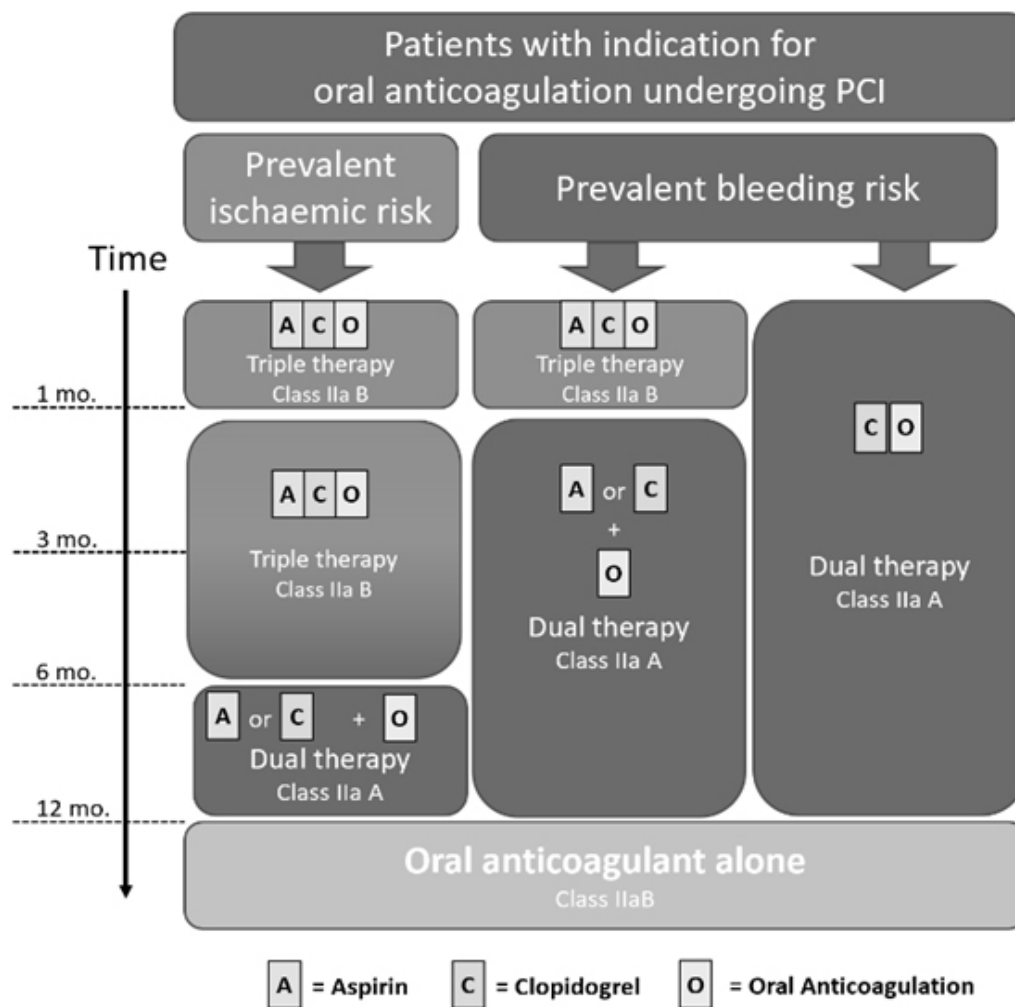 Patients with indication for
oral anticoagulation undergoing PCI
Prevalent
ischaemic risk
Prevalent bleeding risk
Time
A C O
Triple therapy
Class IIa B
A C O
Triple therapy
Class IIa B
1 mo.
C O
Dual therapy
Class IIa A
A C O
Triple therapy
Class IIa B
A or C
+
O
Dual therapy
Class IIa A
3 mo.
6 mo.
A or C + O
Dual therapy
Class IIa A
12 mo.
Oral anticoagulant alone
Class IIaB
A = Aspirin C = Clopidogrel O = Oral Anticoagulation